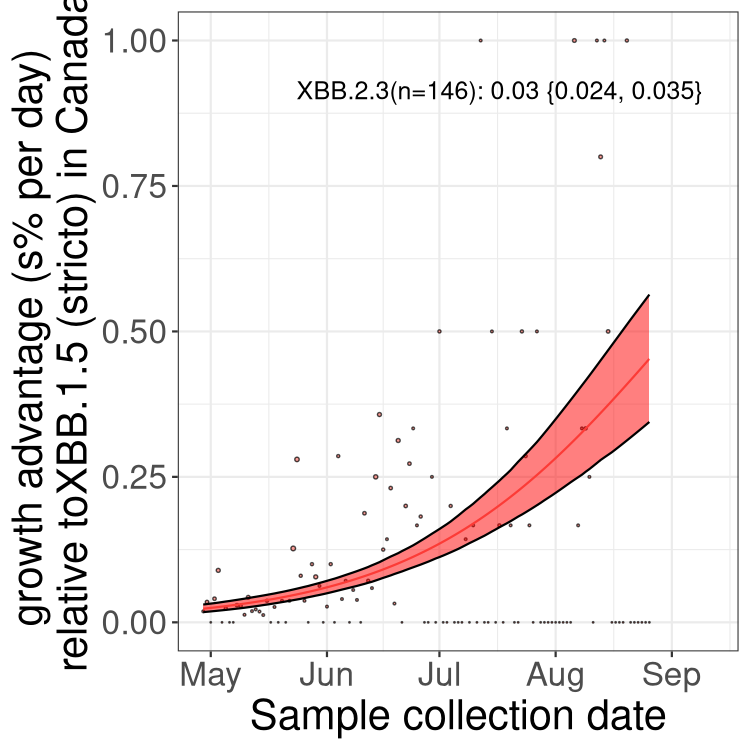 growth advantage (s% per day)
relative toXBB.1.5 (stricto) in Canada
1.00
0.75
0.50
0.25
0.00
XBB.2.3(n=146): 0.03 {0.024, 0.035}
May Jun Jul Aug Sep
Sample collection date